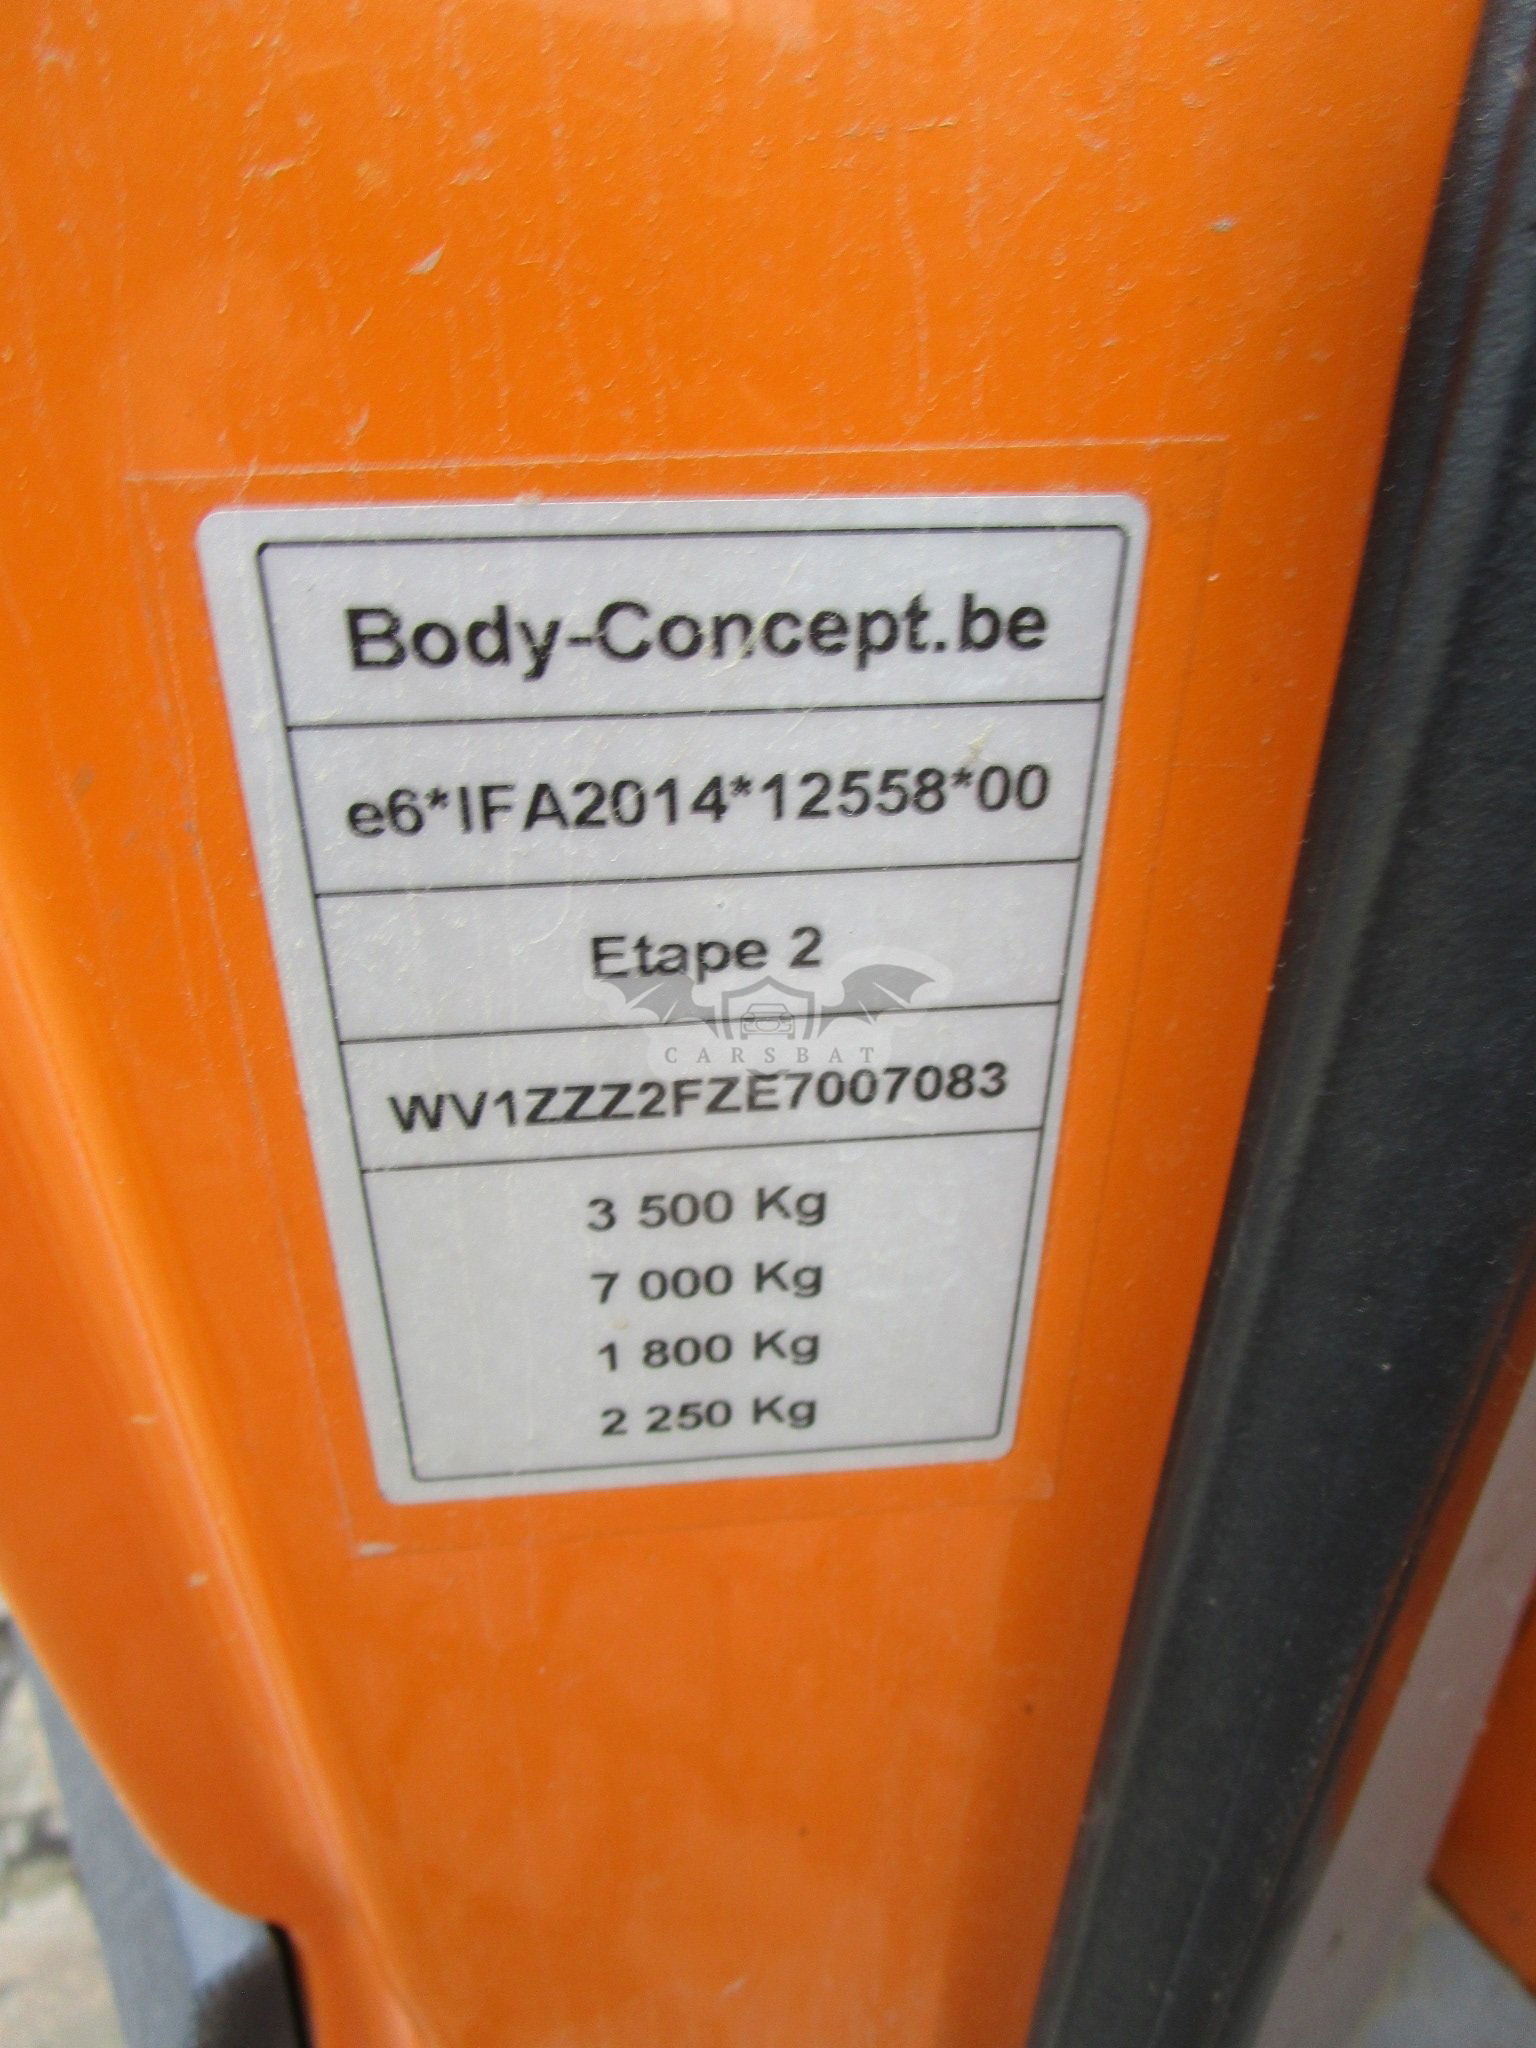 Body-Concept.be
e6*IFA2014*12558*00
Etape 2
CARSBAT
WV1ZZZ2FZE7007083
3 500 Kg
7 000 Kg
1 800 Kg
2 250 Kg